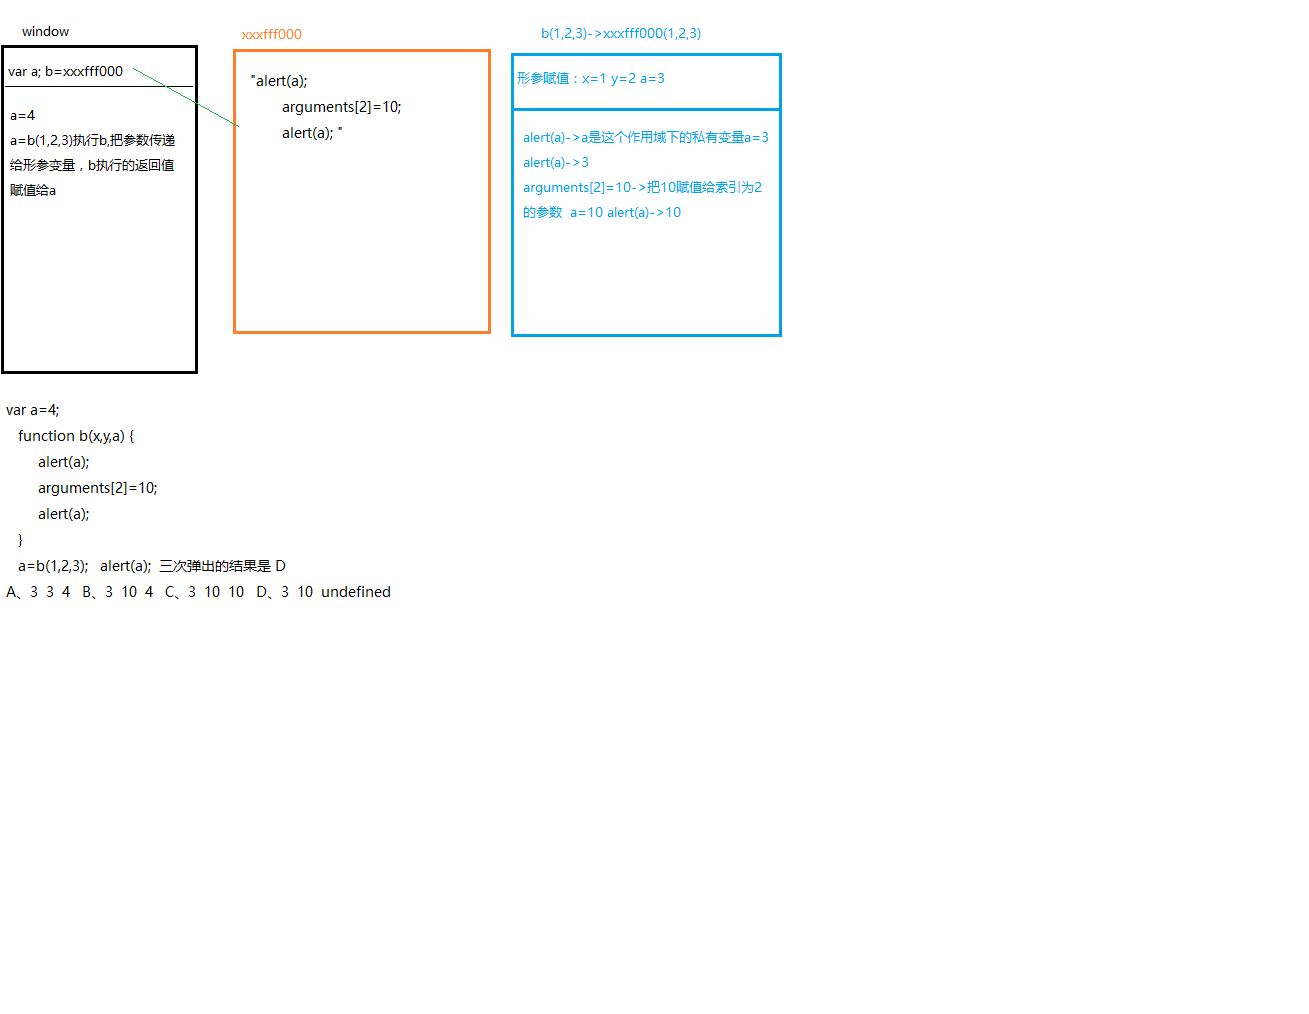 window
var a; b=xxxfff000
a=4
a=b(1,2,3)执行b,把参数传递
给形参变量，b执行的返回值
赋值给a
xxxfff000
"alert(a);
arguments[2]=10;
alert(a); "
b(1,2,3)->xxxfff000(1,2,3)
形参赋值：x=1 y=2 a=3
alert(a)->a是这个作用域下的私有变量a=3
alert(a)->3
arguments[2]=10->把10赋值给索引为2
的参数  a=10 alert(a)->10
var a=4;
function b(x,y,a) {
alert(a);
arguments[2]=10;
alert(a);
}
a=b(1,2,3);   alert(a);  三次弹出的结果是 D
A、3  3  4   B、3  10  4   C、3  10  10   D、3  10  undefined